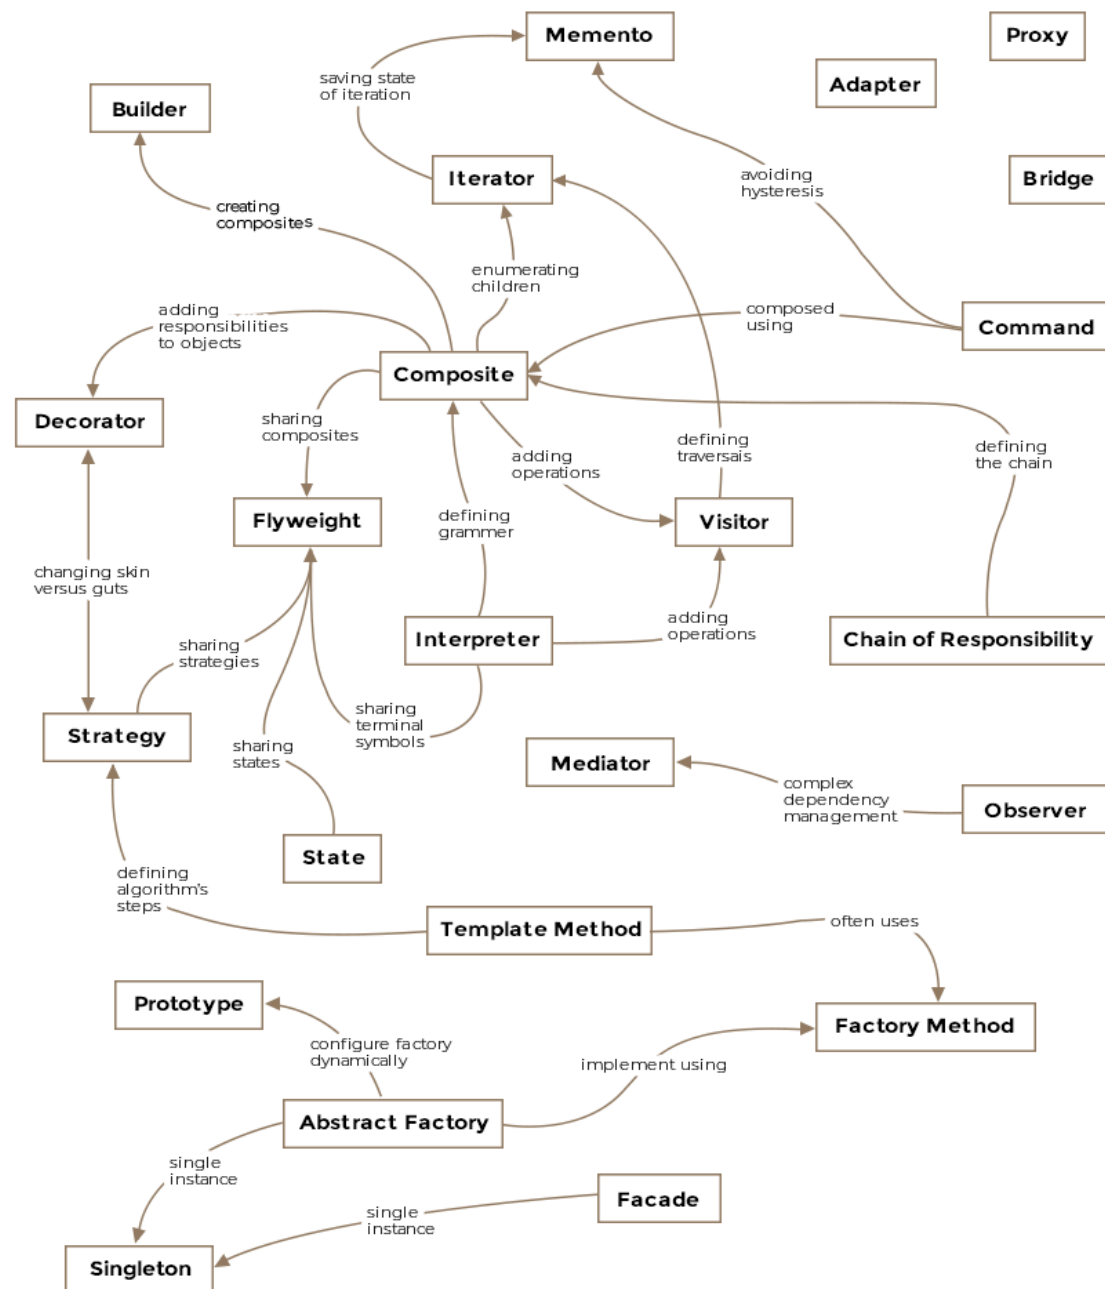 Memento
Proxy
Adapter
saving state
of iteration
Builder
Iterator
avoiding
hysteresis
Bridge
creating
composites
enumerating
children
adding
responsibilities
to objects
composed
using
Command
Composite
Decorator
sharing
composites
adding
operations
defining
traversais
defining
the chain
Flyweight
defining
grammer
Visitor
changing skin
versus guts
sharing
strategies
Interpreter
adding
operations
Chain of Responsibility
sharing
terminal
symbols
Strategy
sharing
states
Mediator
complex
dependency
management
Observer
State
defining
algorithm's
steps
Template Method
often uses
Prototype
Factory Method
configure factory
dynamically
implement using
Abstract Factory
single
instance
Facade
single
instance
Singleton